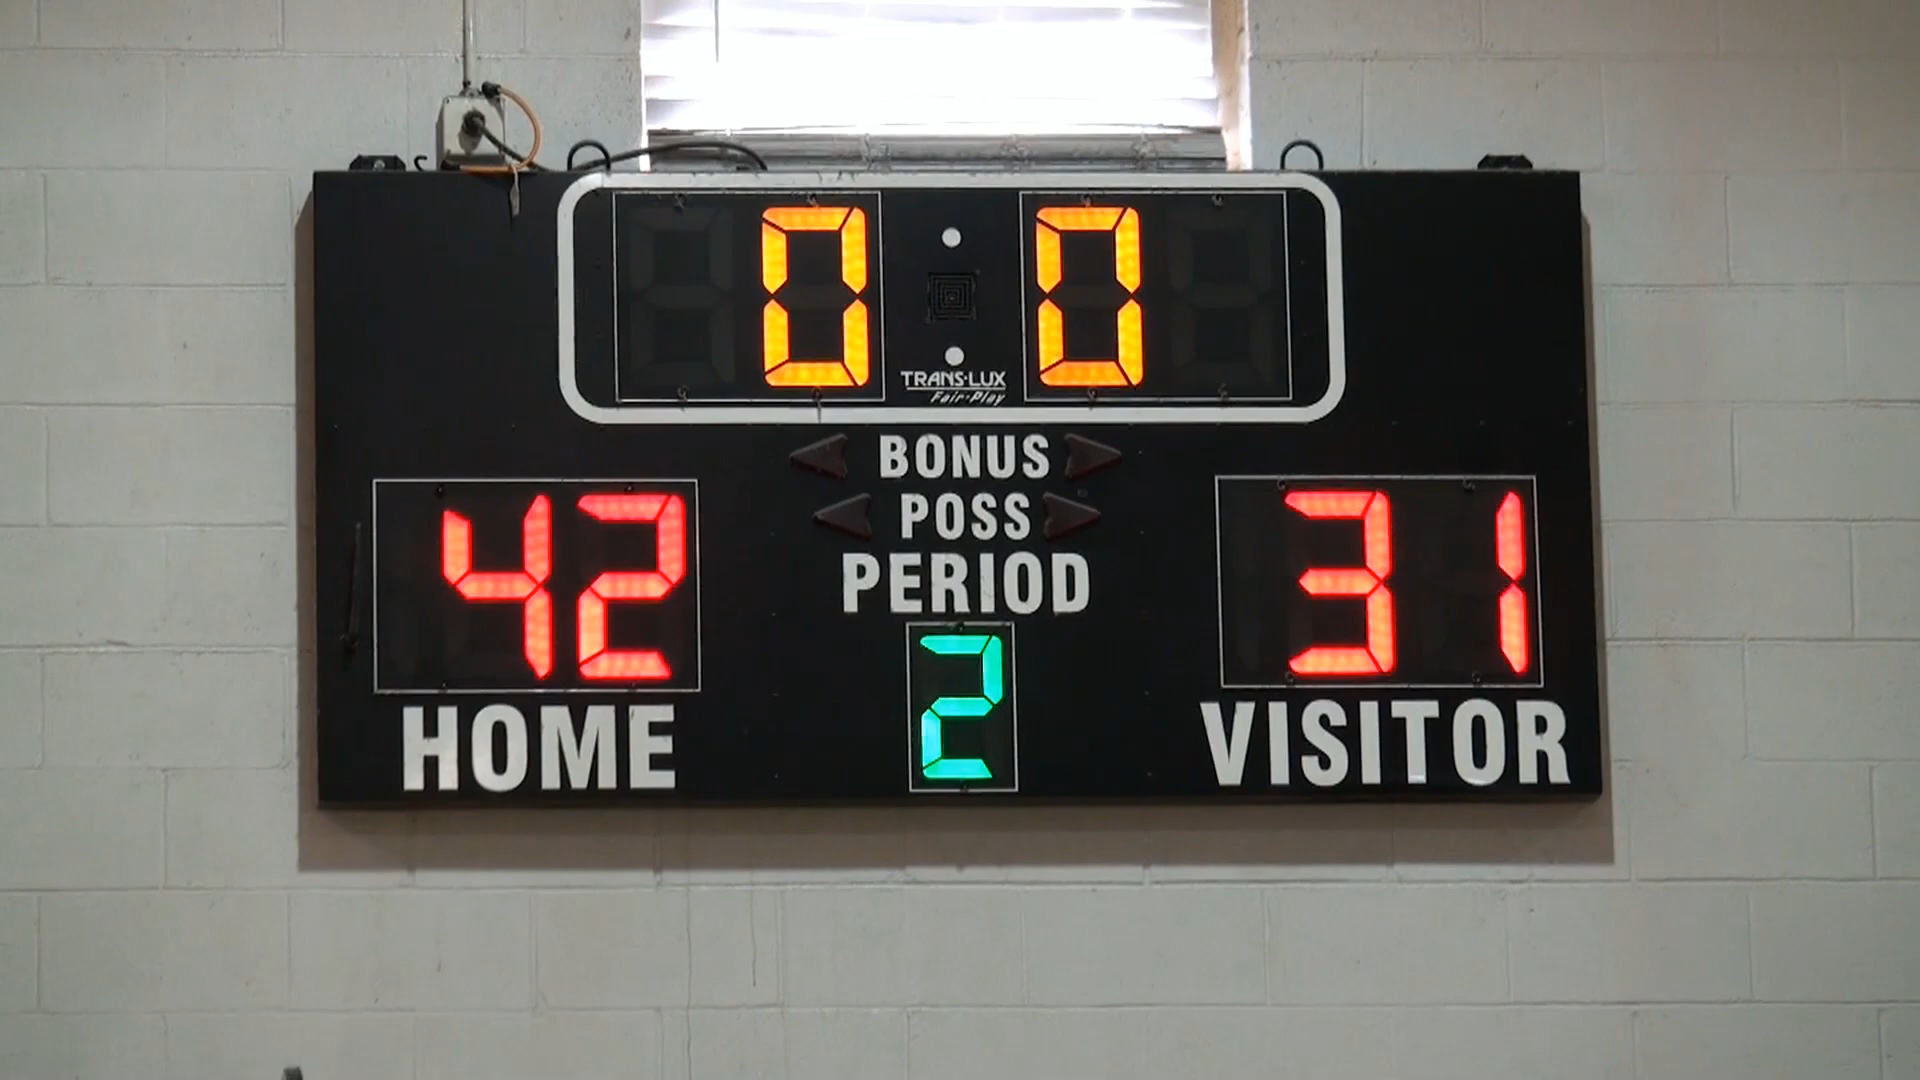 0 0
TRANS·LUX
Fair·Play
BONUS
POSS
PERIOD
42 2 31
HOME VISITOR